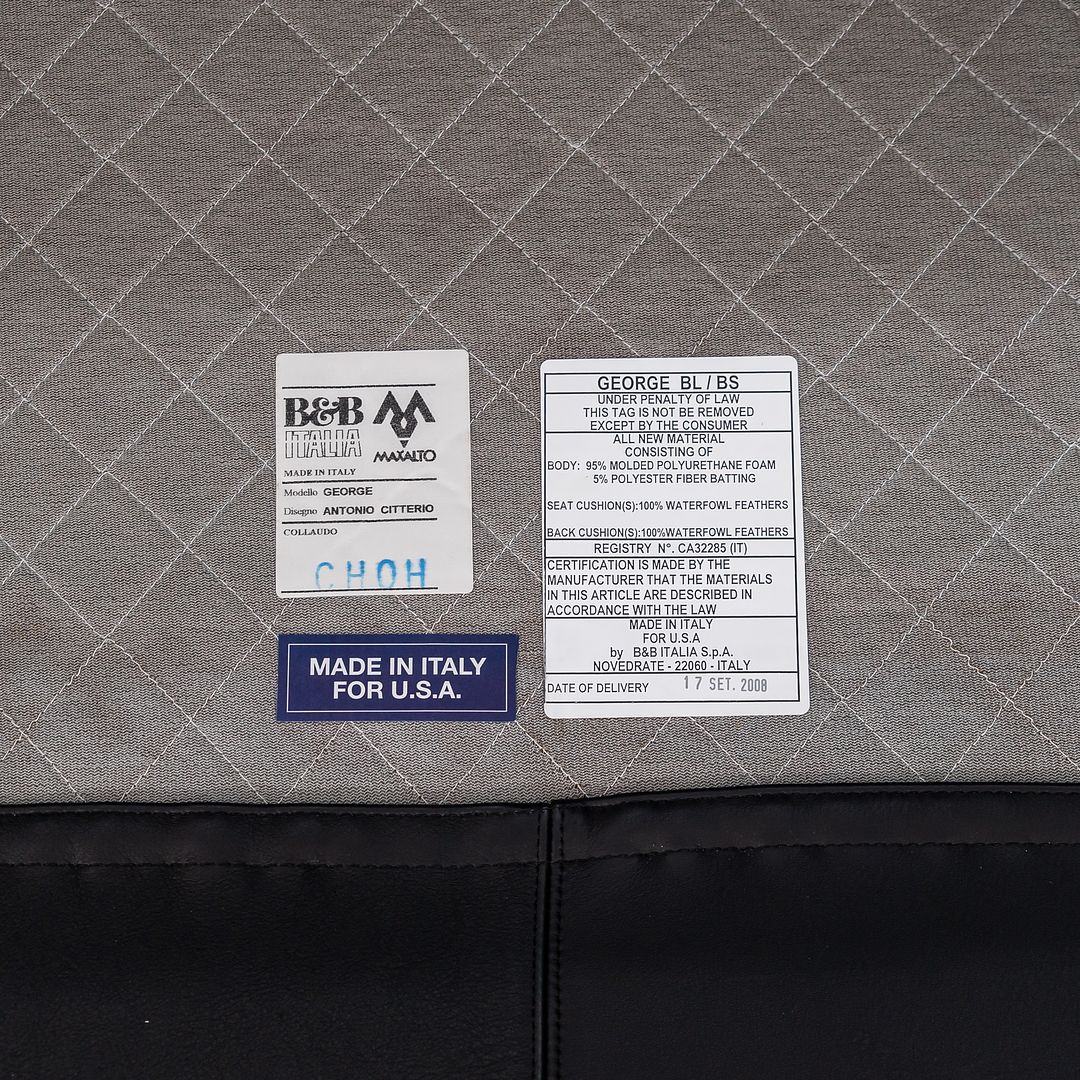 B&B
ITALIA
MAXALTO
MADE IN ITALY
Modello GEORGE
Disegno ANTONIO CITTERIO
COLLAUDO
CHOH
MADE IN ITALY
FOR U.S.A.
GEORGE BL / BS
UNDER PENALTY OF LAW
THIS TAG IS NOT BE REMOVED
EXCEPT BY THE CONSUMER
ALL NEW MATERIAL
CONSISTING OF
BODY: 95% MOLDED POLYURETHANE FOAM
5% POLYESTER FIBER BATTING
SEAT CUSHION(S):100% WATERFOWL FEATHERS
BACK CUSHION(S):100%WATERFOWL FEATHERS
REGISTRY N°. CA32285 (IT)
CERTIFICATION IS MADE BY THE
MANUFACTURER THAT THE MATERIALS
IN THIS ARTICLE ARE DESCRIBED IN
ACCORDANCE WITH THE LAW
MADE IN ITALY
FOR U.S.A
by B&B ITALIA S.p.A.
NOVEDRATE - 22060 - ITALY
DATE OF DELIVERY 17 SET. 2008